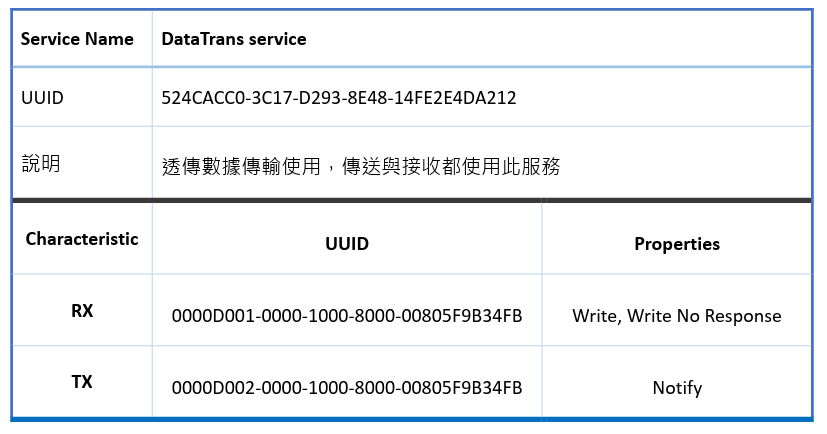 Service Name DataTrans service
UUID 524CACC0-3C17-D293-8E48-14FE2E4DA212
說明 透傳數據傳輸使用，傳送與接收都使用此服務
Characteristic UUID Properties
RX 0000D001-0000-1000-8000-00805F9B34FB Write, Write No Response
TX 0000D002-0000-1000-8000-00805F9B34FB Notify